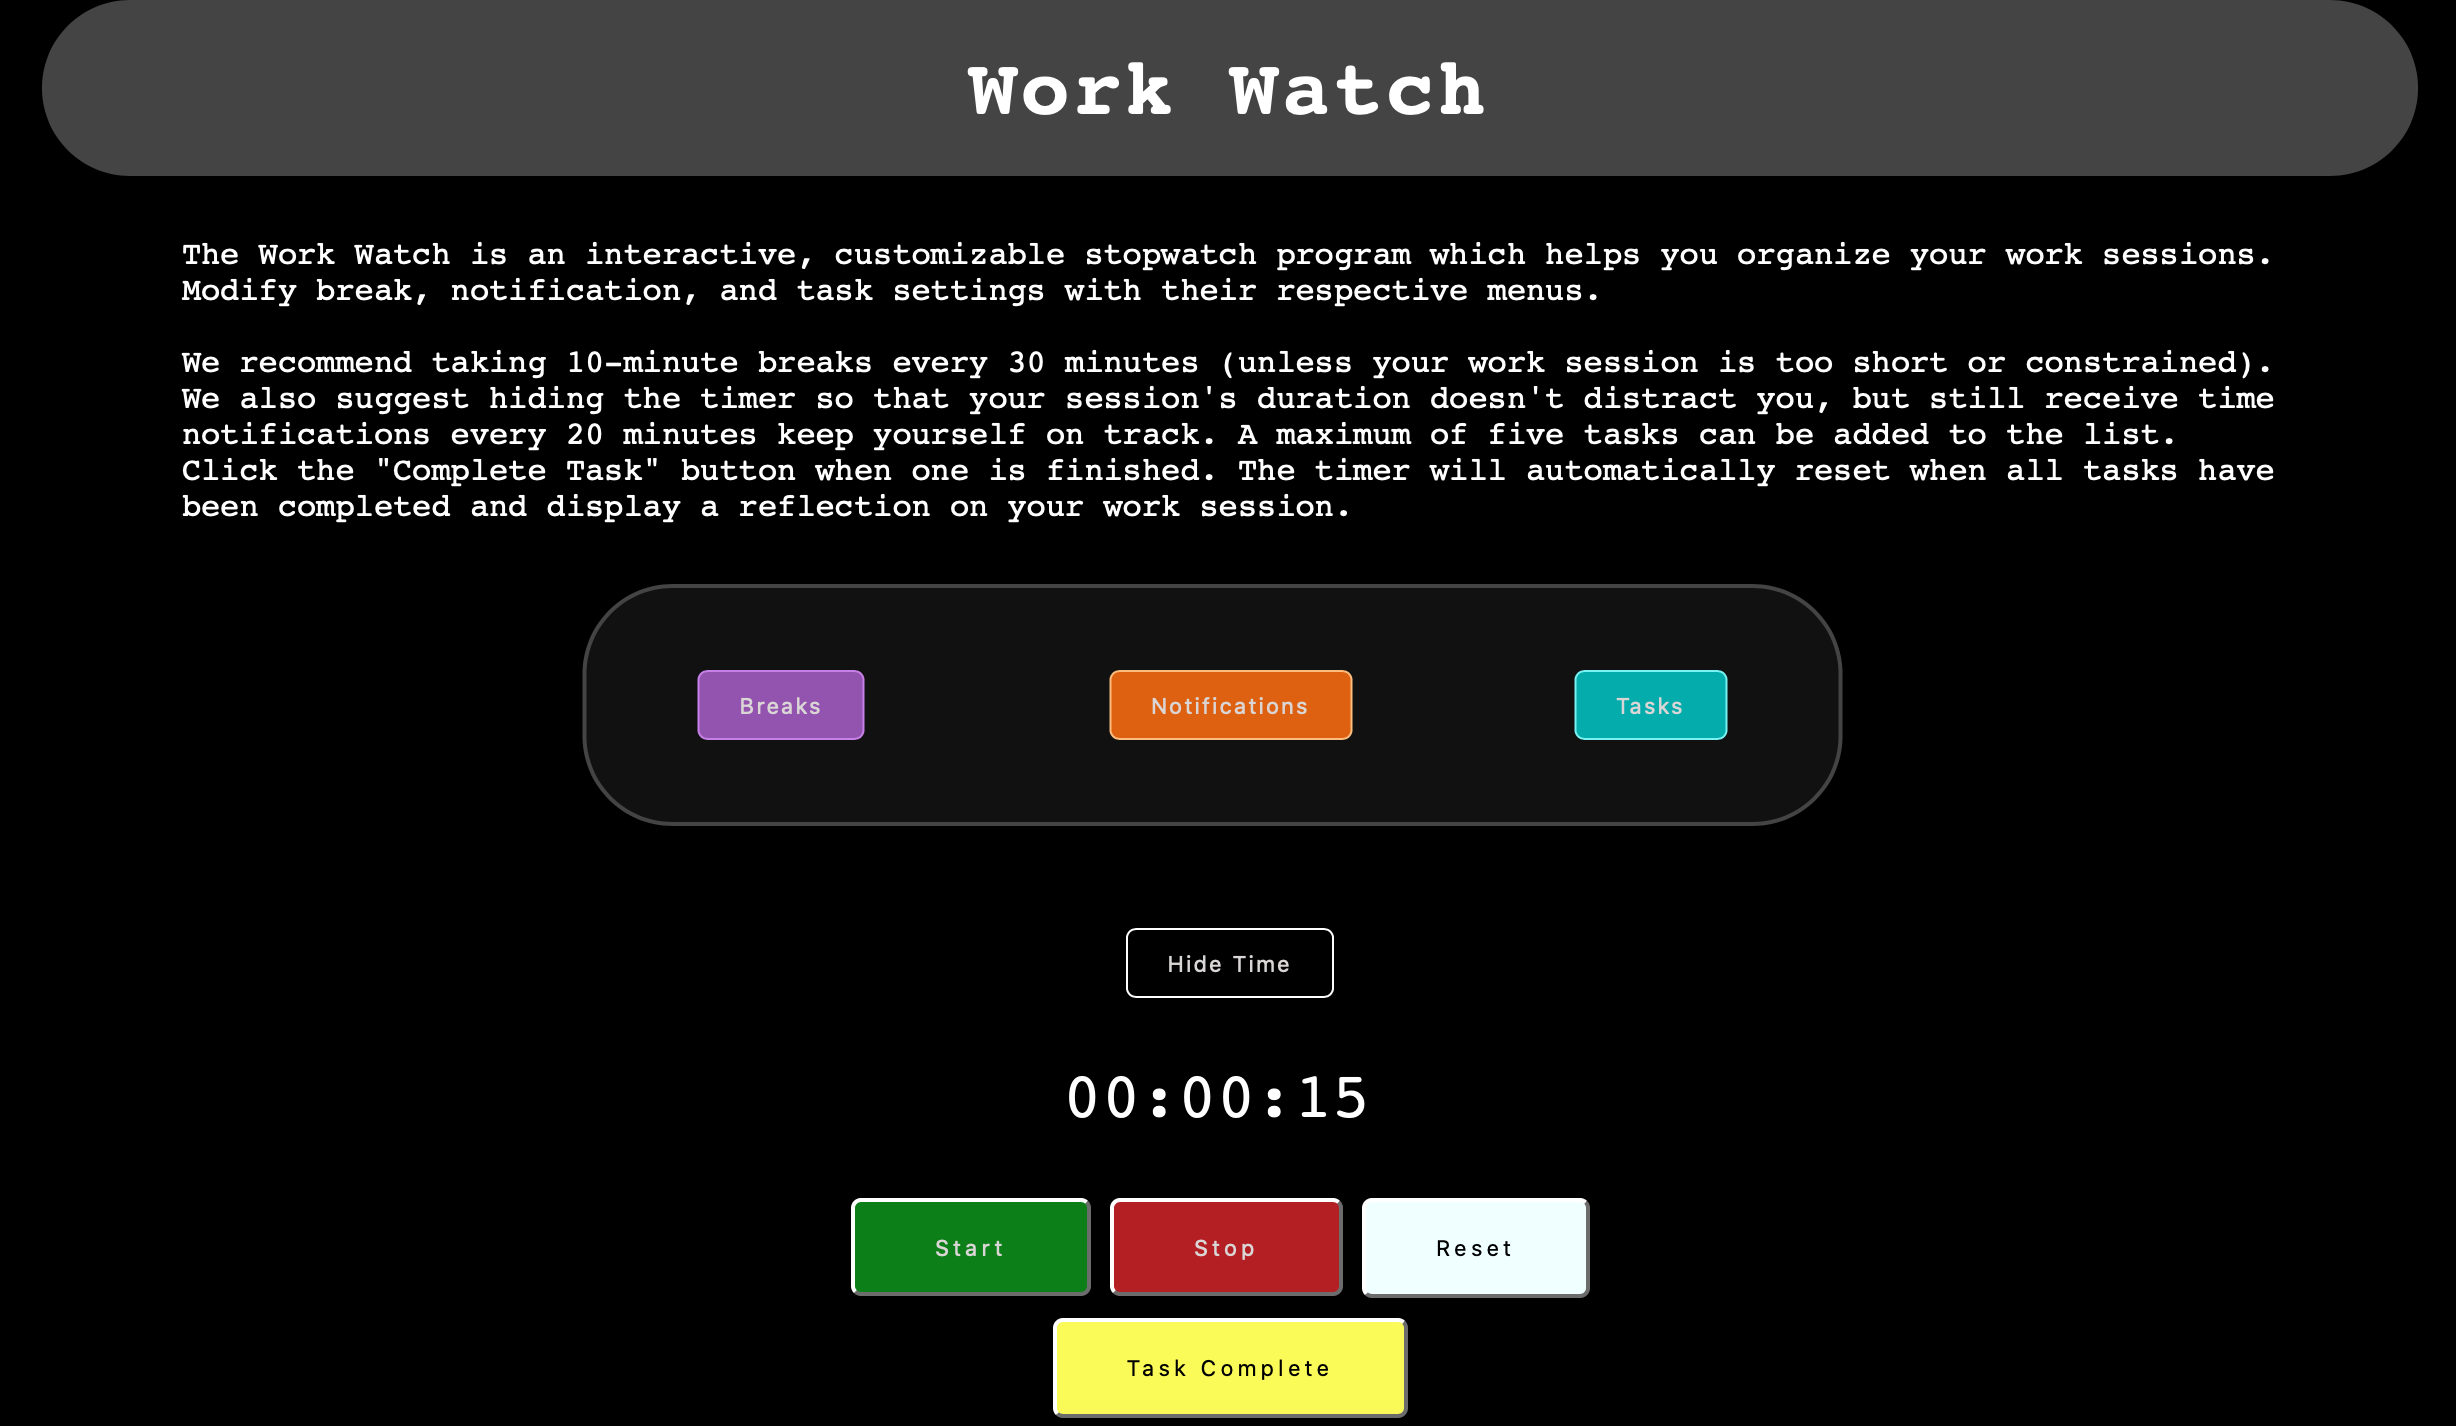 Work Watch
The Work Watch is an interactive, customizable stopwatch program which helps you organize your work sessions.
Modify break, notification, and task settings with their respective menus.
We recommend taking 10-minute breaks every 30 minutes (unless your work session is too short or constrained).
We also suggest hiding the timer so that your session's duration doesn't distract you, but still receive time
notifications every 20 minutes keep yourself on track. A maximum of five tasks can be added to the list.
Click the "Complete Task" button when one is finished. The timer will automatically reset when all tasks have
been completed and display a reflection on your work session.
Breaks Notifications Tasks
Hide Time
00:00:15
Start Stop Reset
Task Complete